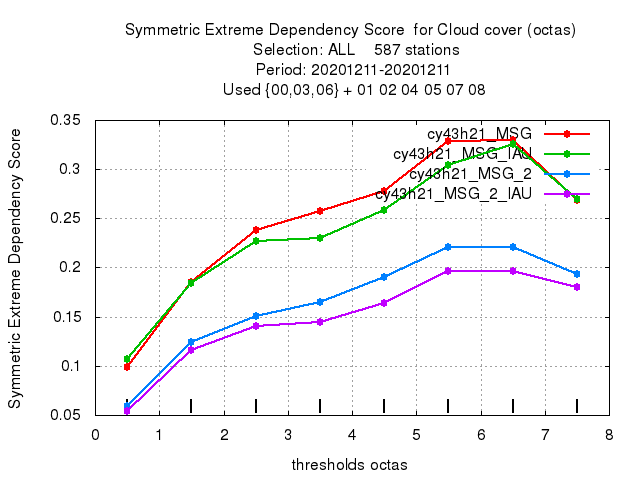 Symmetric Extreme Dependency Score for Cloud cover (octas)
Selection: ALL 587 stations
Period: 20201211-20201211
Used {00,03,06} + 01 02 04 05 07 08
Symmetric Extreme Dependency Score
0.35
0.3
0.25
0.2
0.15
0.1
0.05
cy43h21_MSG
cy43h21_MSG_IAU
cy43h21_MSG_2
cy43h21_MSG_2_IAU
0 1 2 3 4 5 6 7 8
thresholds octas